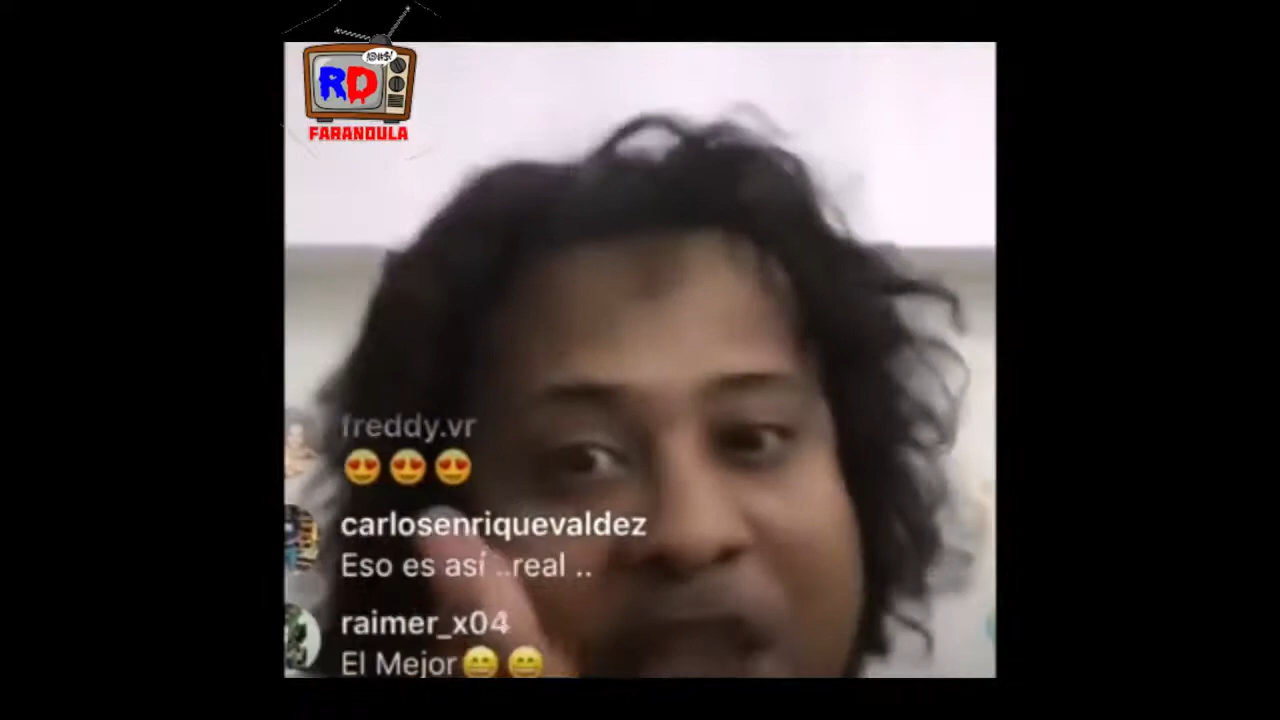 !@#$!
RD
FARANDULA
freddy.vr
😍😍😍
carlosenriquevaldez
Eso es así ..real ..
raimer_x04
El Mejor😁😁